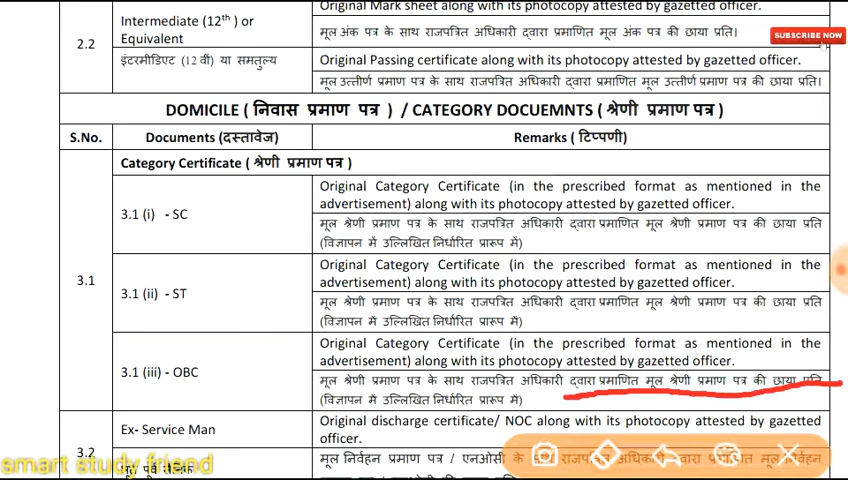 Original Mark sheet along with its photocopy attested by gazetted officer.
2.2
Intermediate (12th ) or
Equivalent
इंटरमीडिएट (12 वीं) या समतुल्य
मूल अंक पत्र के साथ राजपत्रित अधिकारी द्वारा प्रमाणित मूल अंक पत्र की छाया प्रति।
SUBSCRIBE NOW
Original Passing certificate along with its photocopy attested by gazetted officer.
मूल उत्तीर्ण प्रमाण पत्र के साथ राजपत्रित अधिकारी द्वारा प्रमाणित मूल उत्तीर्ण प्रमाण पत्र की छाया प्रति।
DOMICILE ( निवास प्रमाण पत्र ) / CATEGORY DOCUEMNTS ( श्रेणी प्रमाण पत्र )
S.No.
Documents (दस्तावेज)
Remarks ( टिप्पणी)
3.1
Category Certificate ( श्रेणी प्रमाण पत्र )
3.1 (i) - SC
Original Category Certificate (in the prescribed format as mentioned in the
advertisement) along with its photocopy attested by gazetted officer.
मूल श्रेणी प्रमाण पत्र के साथ राजपत्रित अधिकारी द्वारा प्रमाणित मूल श्रेणी प्रमाण पत्र की छाया प्रति
(विज्ञापन में उल्लिखित निर्धारित प्रारूप में)
3.1 (ii) - ST
Original Category Certificate (in the prescribed format as mentioned in the
advertisement) along with its photocopy attested by gazetted officer.
मूल श्रेणी प्रमाण पत्र के साथ राजपत्रित अधिकारी द्वारा प्रमाणित मूल श्रेणी प्रमाण पत्र की छाया प्रति
(विज्ञापन में उल्लिखित निर्धारित प्रारूप में)
3.1 (iii) - OBC
Original Category Certificate (in the prescribed format as mentioned in the
advertisement) along with its photocopy attested by gazetted officer.
मूल श्रेणी प्रमाण पत्र के साथ राजपत्रित अधिकारी द्वारा प्रमाणित मूल श्रेणी प्रमाण पत्र की छाया प्रति
(विज्ञापन में उल्लिखित निर्धारित प्रारूप में)
3.2
Ex- Service Man
Original discharge certificate/ NOC along with its photocopy attested by gazetted
officer.
मूल निर्वहन प्रमाण पत्र / एनओसी के साथ राजपत्रित अधिकारी द्वारा प्रमाणित मूल निर्वहन
smart study friend